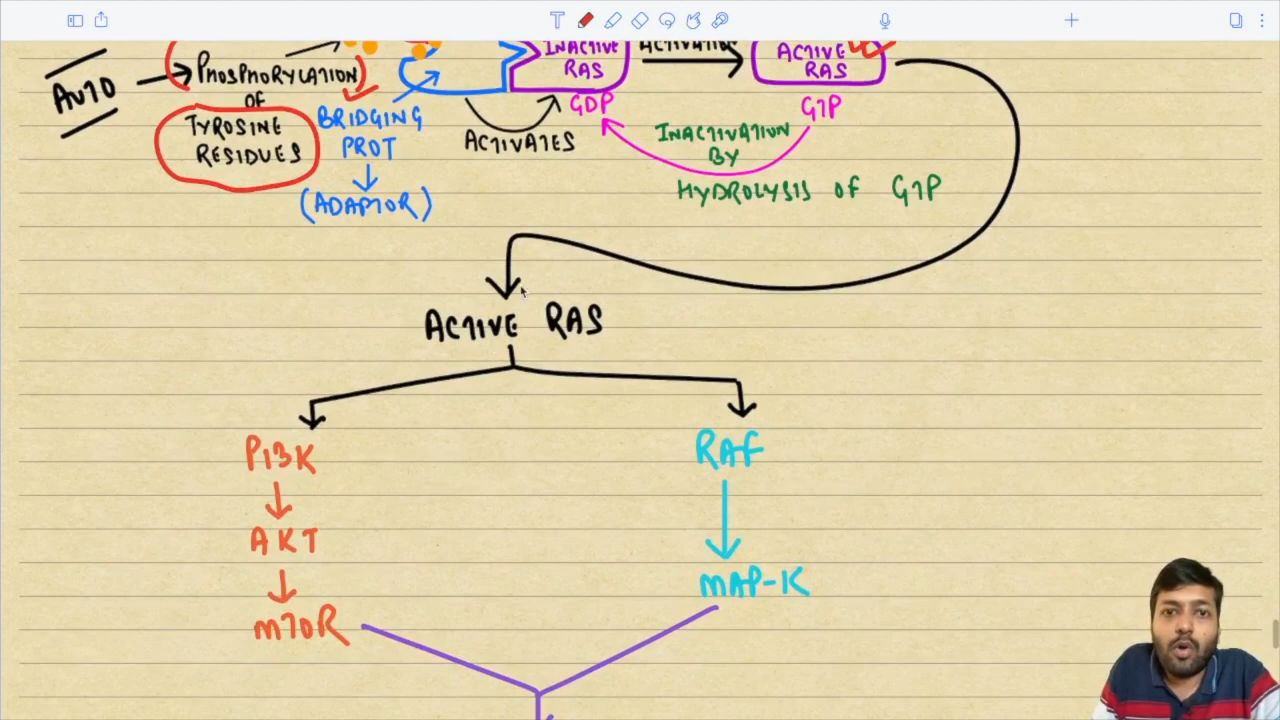 AUTO
PHOSPHORYLATION
OF
TYROSINE
RESIDUES
BRIDGING
PROT
(ADAPTOR)
ACTIVATES
INACTIVE
RAS
GDP
ACTIVATION
ACTIVE
RAS
GTP
INACTIVATION
BY
HYDROLYSIS OF GTP
ACTIVE RAS
PI3K
AKT
mTOR
RAF
MAP-K